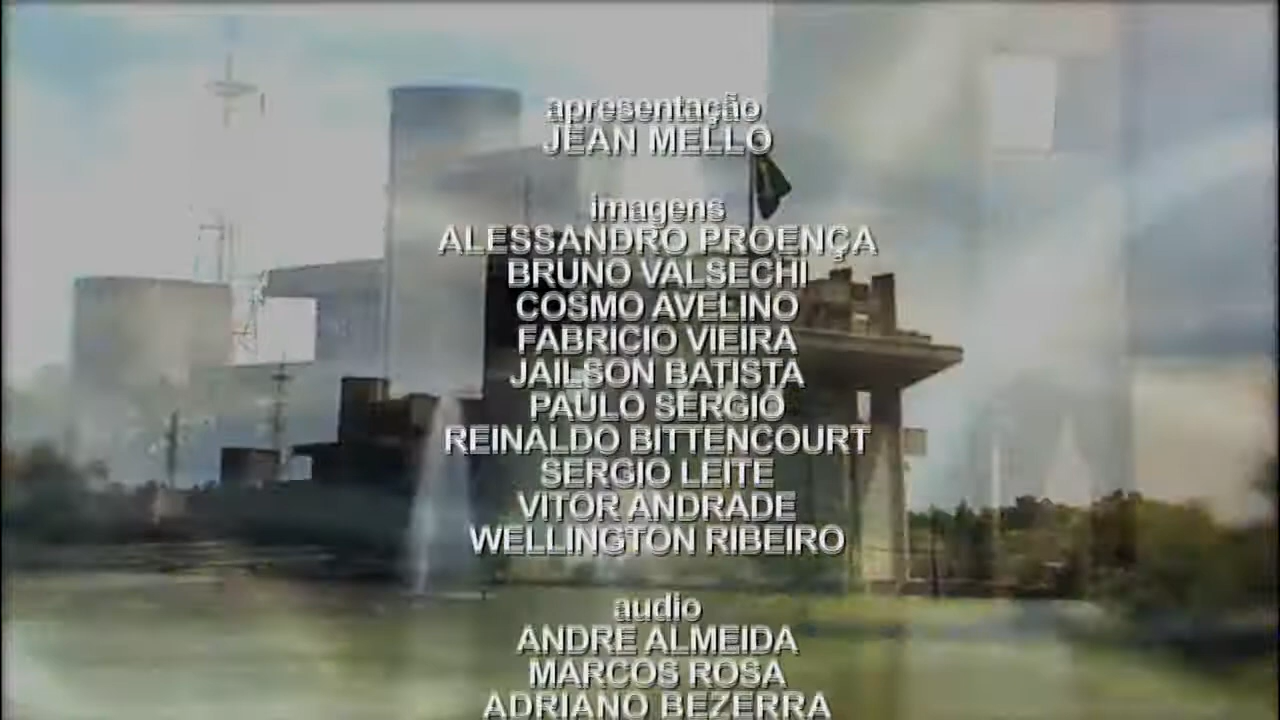 apresentação
JEAN MELLO
imagens
ALESSANDRO PROENÇA
BRUNO VALSECHI
COSMO AVELINO
FABRICIO VIEIRA
JAILSON BATISTA
PAULO SERGIO
REINALDO BITTENCOURT
SERGIO LEITE
VITOR ANDRADE
WELLINGTON RIBEIRO
audio
ANDRE ALMEIDA
MARCOS ROSA
ADRIANO BEZERRA